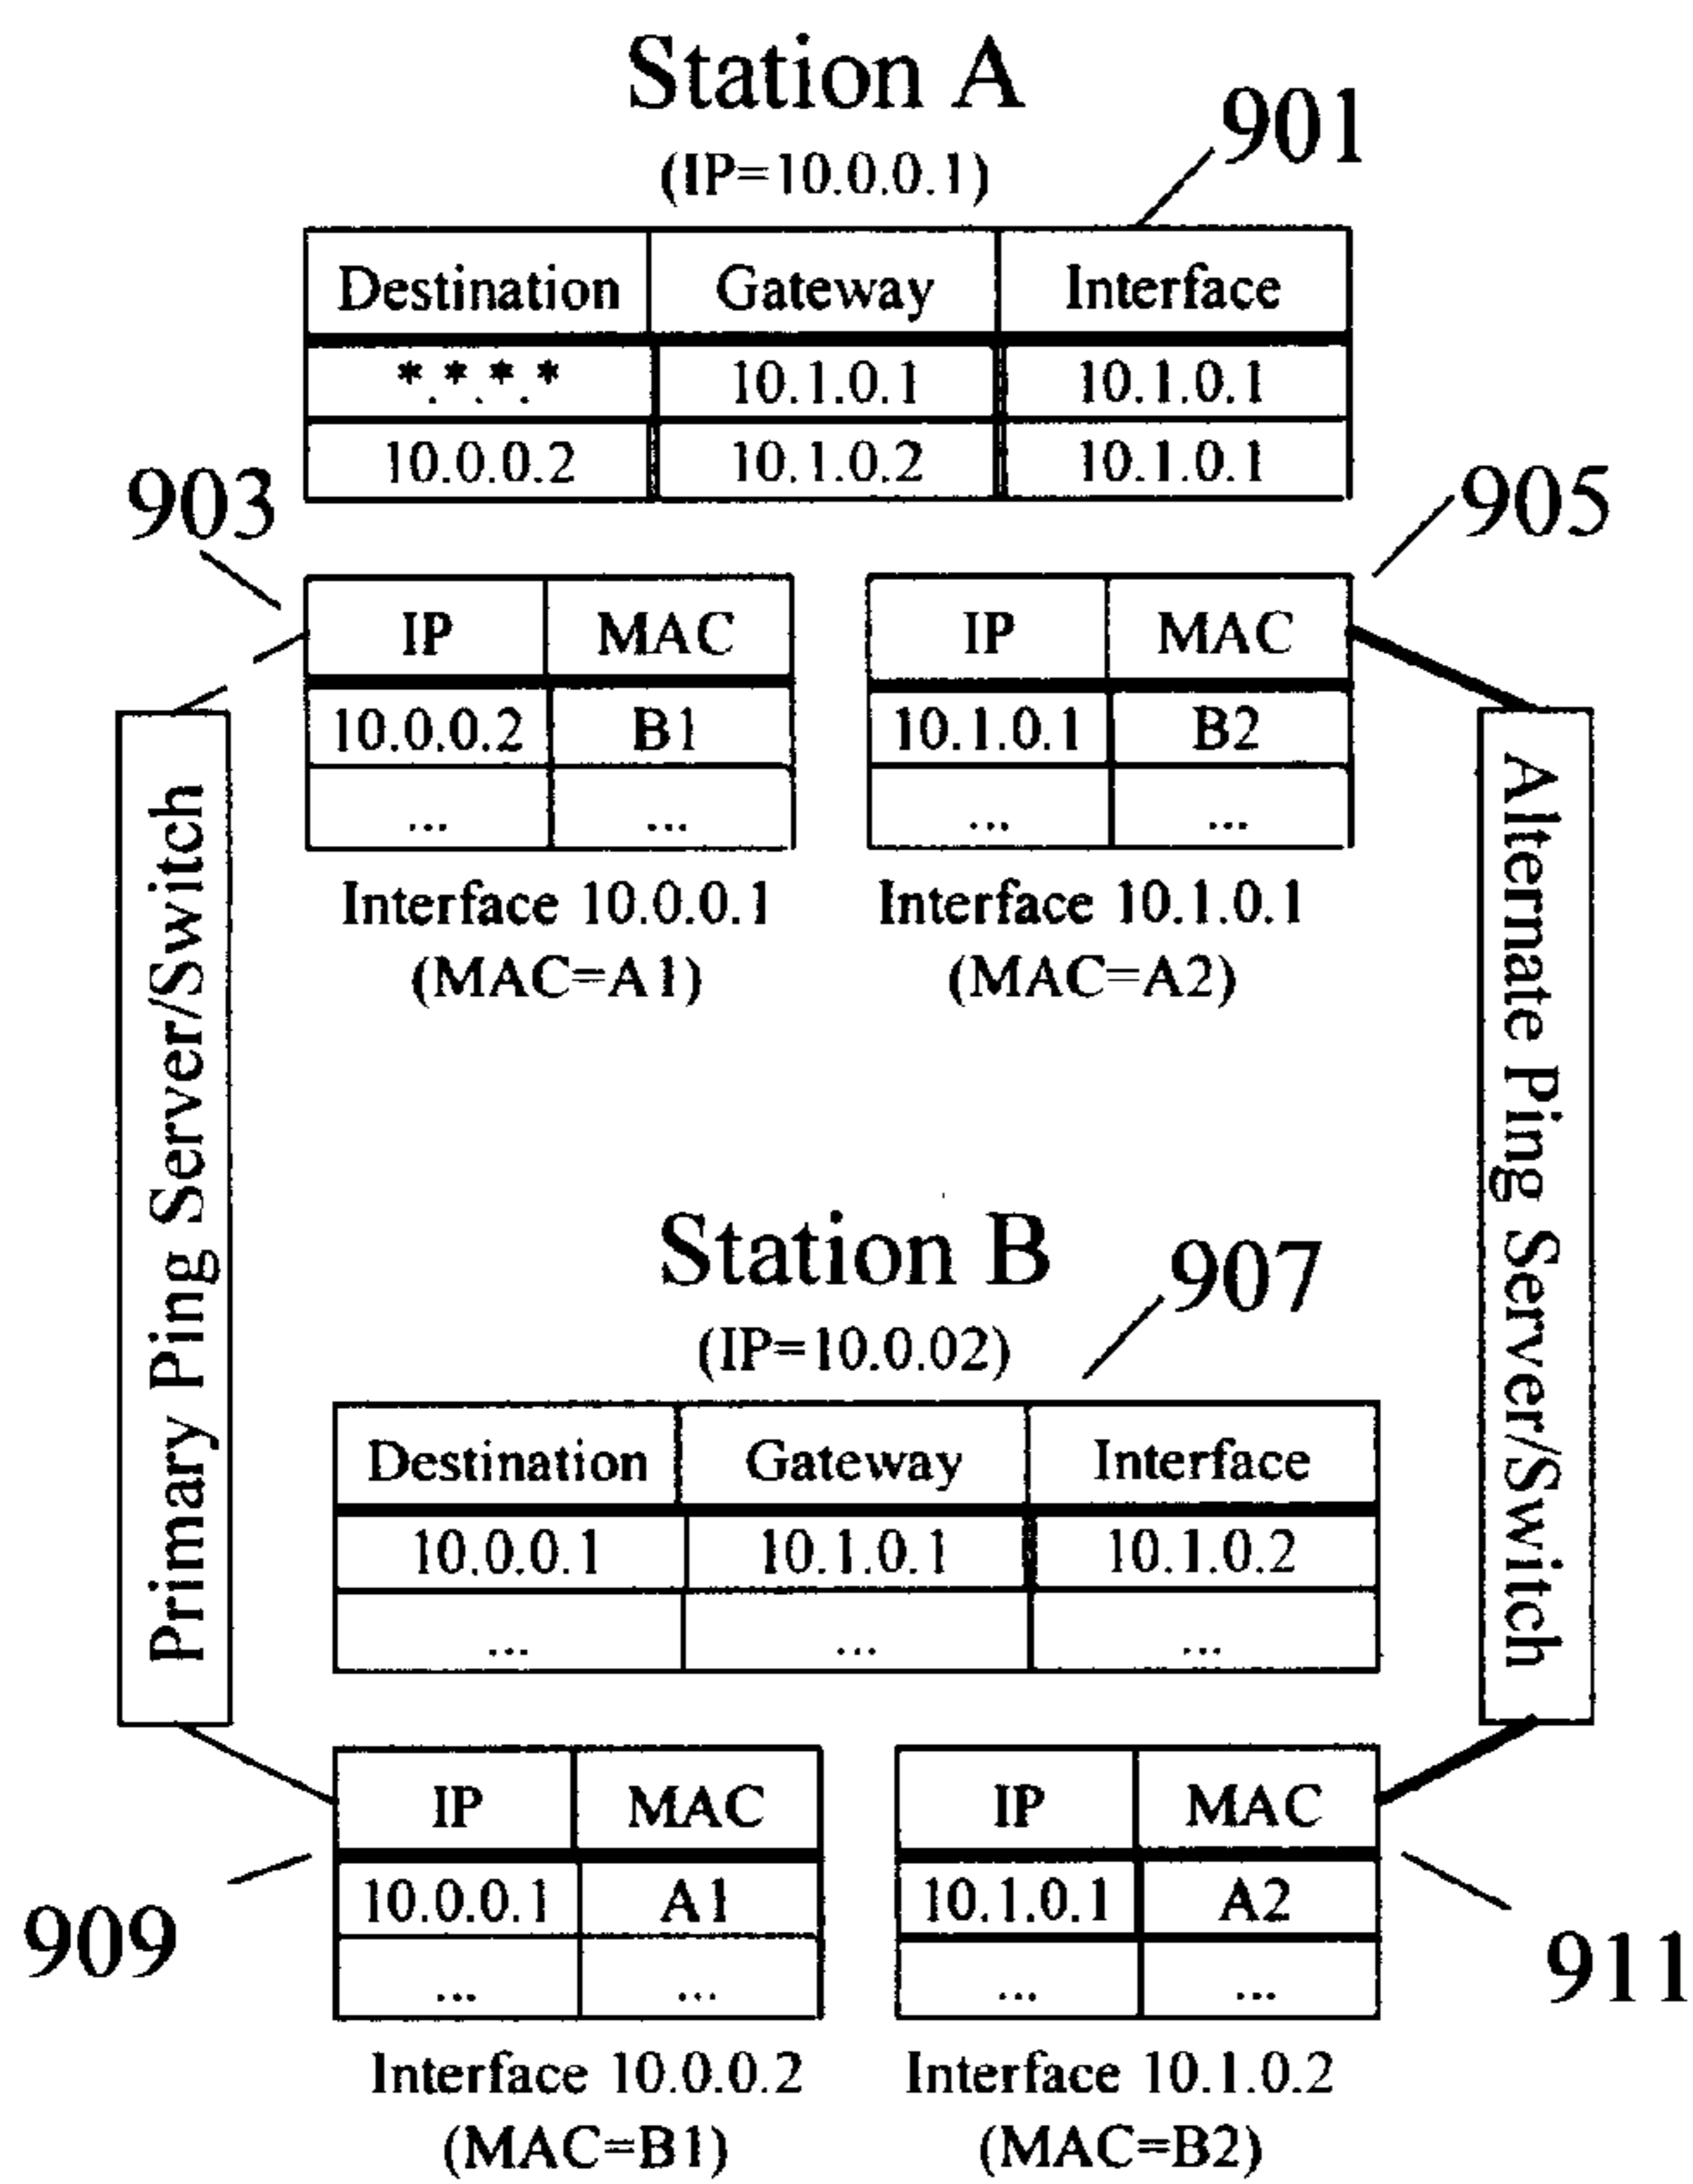 Station A
(IP=10.0.0.1)
901
Destination Gateway Interface
*.*.*.* 10.1.0.1 10.1.0.1
10.0.0.2 10.1.0.2 10.1.0.1
903
905
IP MAC
10.0.0.2 B1
... ...
Interface 10.0.0.1
(MAC=A1)
IP MAC
10.1.0.1 B2
... ...
Interface 10.1.0.1
(MAC=A2)
Primary Ping Server/Switch
Alternate Ping Server/Switch
Station B
(IP=10.0.02)
907
Destination Gateway Interface
10.0.0.1 10.1.0.1 10.1.0.2
... ... ...
IP MAC
10.0.0.1 A1
... ...
Interface 10.0.0.2
(MAC=B1)
909
IP MAC
10.1.0.1 A2
... ...
Interface 10.1.0.2
(MAC=B2)
911